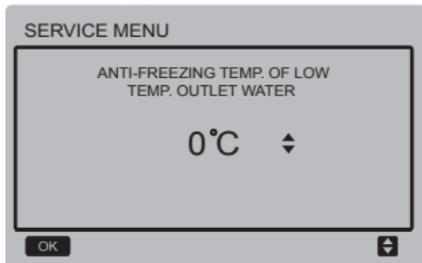 SERVICE MENU
ANTI-FREEZING TEMP. OF LOW
TEMP. OUTLET WATER
0°C
OK